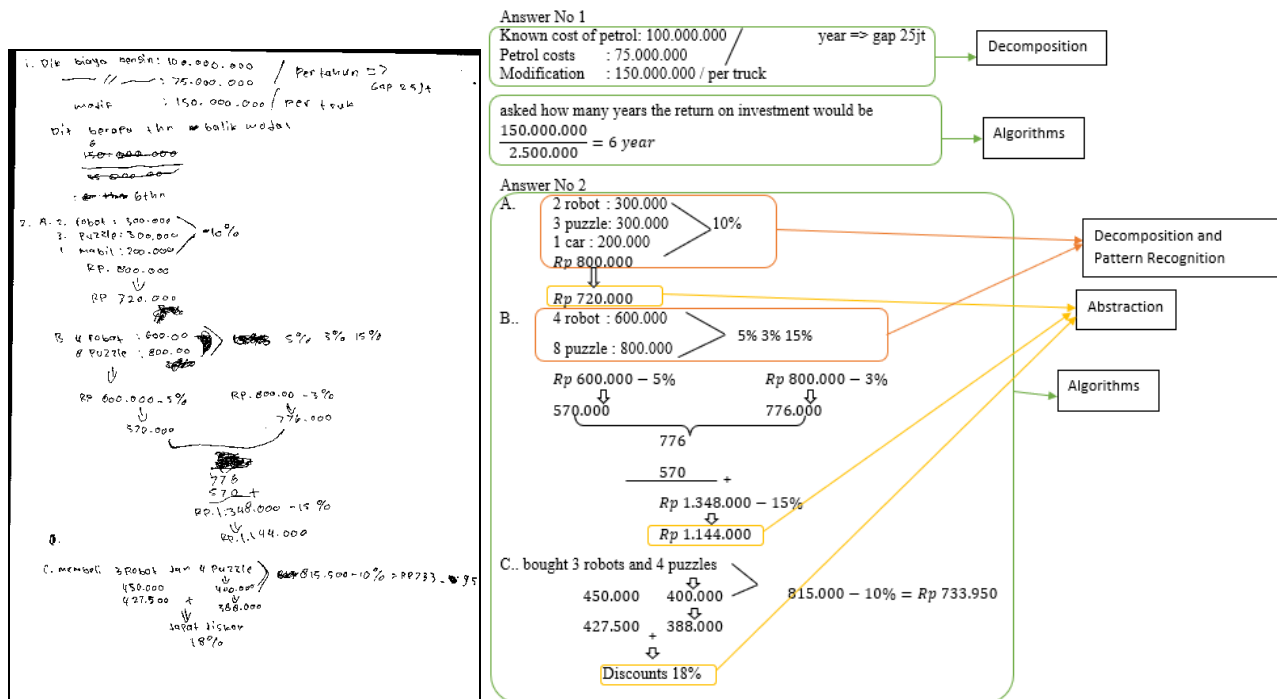 1. Dik biaya bensin : 100.000.000
—— // —— : 75.000.000
/ Per tahun =>
Gap 25jt
modif : 150.000.000 / per truk
Dit berapa thn balik modal
6
: 6thn
2. A. 2. robot : 300.000
3. Puzzle : 300.000
1 mobil : 200.000
-10%
RP. 800.000
RP 720.000
B 4 robot : 600.00
8 Puzzle : 800.00
5% 3% 15%
RP 600.000 - 5%
RP. 800.00 - 3%
570.000
776.000
778
570 +
RP. 1.348.000 - 15%
RP. 1.144.000
C. membeli 3 Robot dan 4 Puzzle
450.000
400.000
815.500 - 10% = RP733
427.500 +
388.000
dapat diskon
18%
Answer No 1
Known cost of petrol: 100.000.000 / year => gap 25jt
Petrol costs : 75.000.000
Modification : 150.000.000 / per truck
Decomposition
asked how many years the return on investment would be
150.000.000
2.500.000
= 6 year
Algorithms
Answer No 2
A.
2 robot : 300.000
3 puzzle: 300.000
1 car : 200.000
10%
Rp 800.000
Decomposition and
Pattern Recognition
Rp 720.000
Abstraction
B..
4 robot : 600.000
8 puzzle : 800.000
5% 3% 15%
Rp 600.000 − 5%
Rp 800.000 − 3%
570.000
776.000
Algorithms
776
570
+
Rp 1.348.000 − 15%
Rp 1.144.000
C.. bought 3 robots and 4 puzzles
450.000
400.000
815.000 − 10% = Rp 733.950
427.500
388.000
+
Discounts 18%